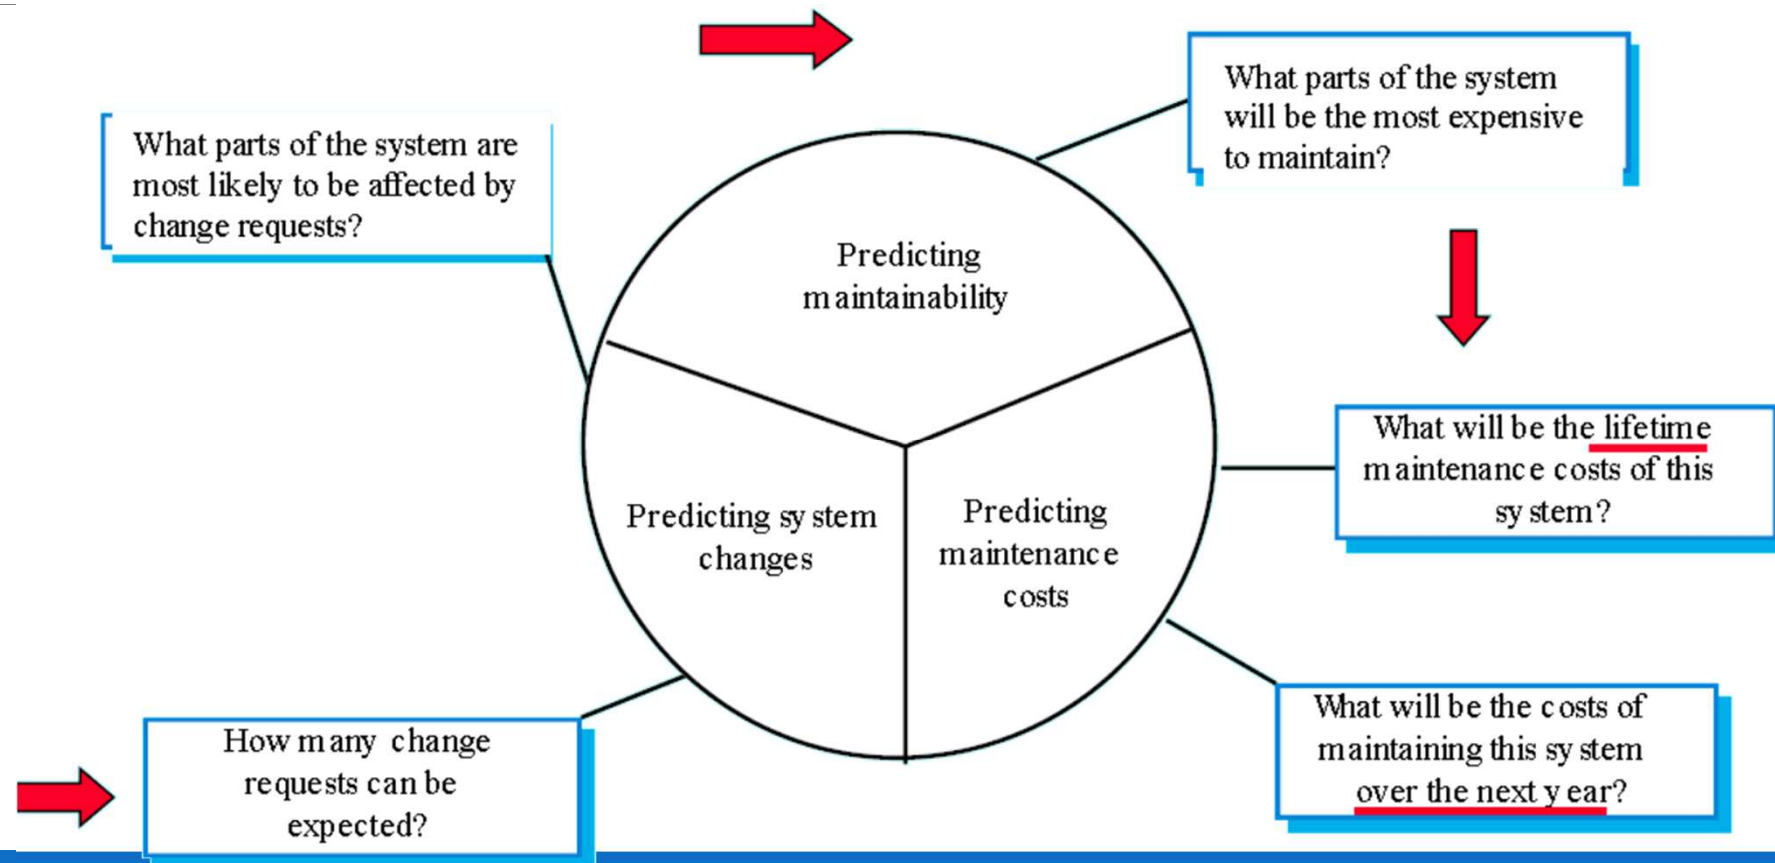 What parts of the system
will be the most expensive
to maintain?
What parts of the system are
most likely to be affected by
change requests?
Predicting
maintainability
What will be the lifetime
maintenance costs of this
system?
Predicting system
changes
Predicting
maintenance
costs
What will be the costs of
maintaining this system
over the next year?
How many change
requests can be
expected?